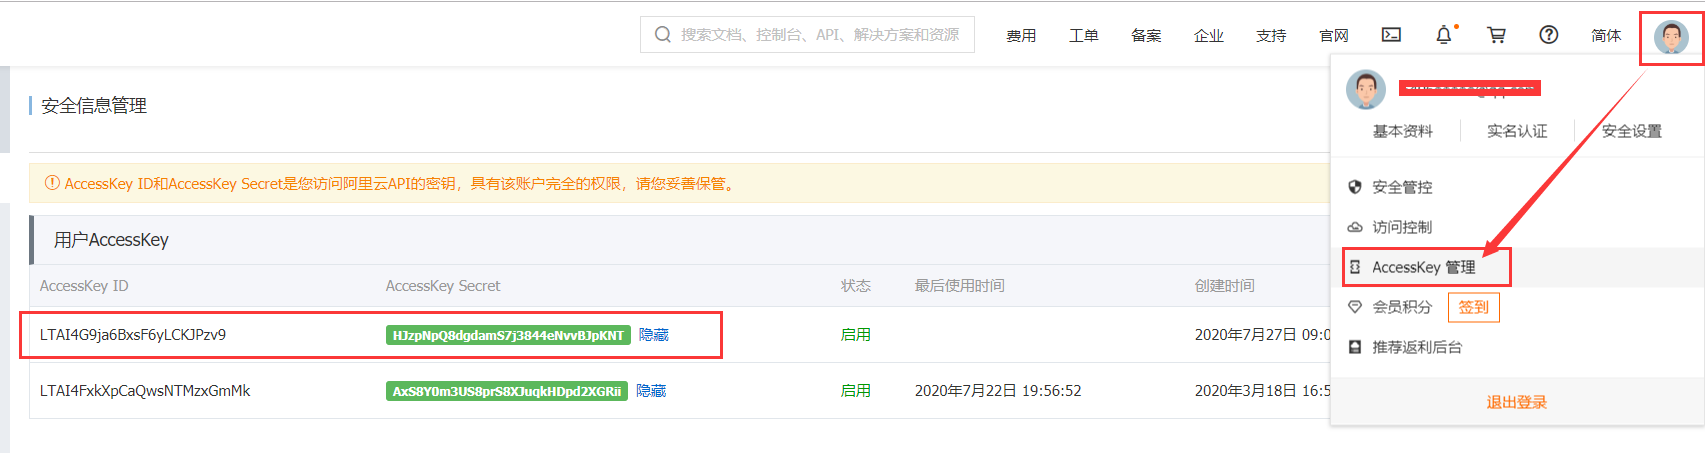 搜索文档、控制台、API、解决方案和资源 费用 工单 备案 企业 支持 官网 简体
安全信息管理
AccessKey ID和AccessKey Secret是您访问阿里云API的密钥，具有该账户完全的权限，请您妥善保管。
用户AccessKey
AccessKey ID AccessKey Secret 状态 最后使用时间 创建时间
LTAI4G9ja6BxsF6yLCKJPzv9 HJzpNpQ8dgdamS7j3844eNvvBJpKNT 隐藏 启用 2020年7月27日 09:0
LTAI4FxkXpCaQwsNTMzxGmMk AxS8Y0m3US8prS8XJuqkHDpd2XGRii 隐藏 启用 2020年7月22日 19:56:52 2020年3月18日 16:5
基本资料 实名认证 安全设置
安全管控
访问控制
AccessKey 管理
会员积分 签到
推荐返利后台
退出登录